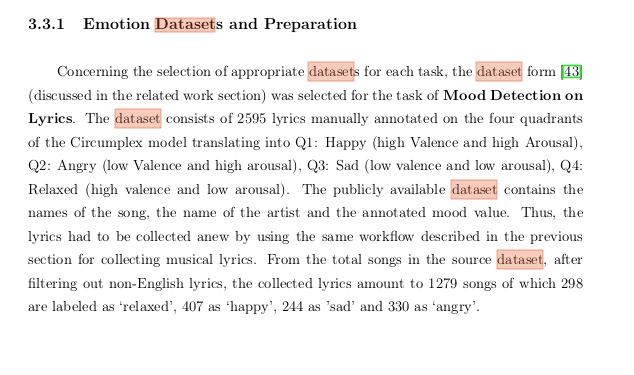 3.3.1 Emotion Datasets and Preparation
Concerning the selection of appropriate datasets for each task, the dataset form [43]
(discussed in the related work section) was selected for the task of Mood Detection on
Lyrics. The dataset consists of 2595 lyrics manually annotated on the four quadrants
of the Circumplex model translating into Q1: Happy (high Valence and high Arousal),
Q2: Angry (low Valence and high arousal), Q3: Sad (low valence and low arousal), Q4:
Relaxed (high valence and low arousal). The publicly available dataset contains the
names of the song, the name of the artist and the annotated mood value. Thus, the
lyrics had to be collected anew by using the same workflow described in the previous
section for collecting musical lyrics. From the total songs in the source dataset, after
filtering out non-English lyrics, the collected lyrics amount to 1279 songs of which 298
are labeled as ‘relaxed’, 407 as ‘happy’, 244 as ’sad’ and 330 as ‘angry’.